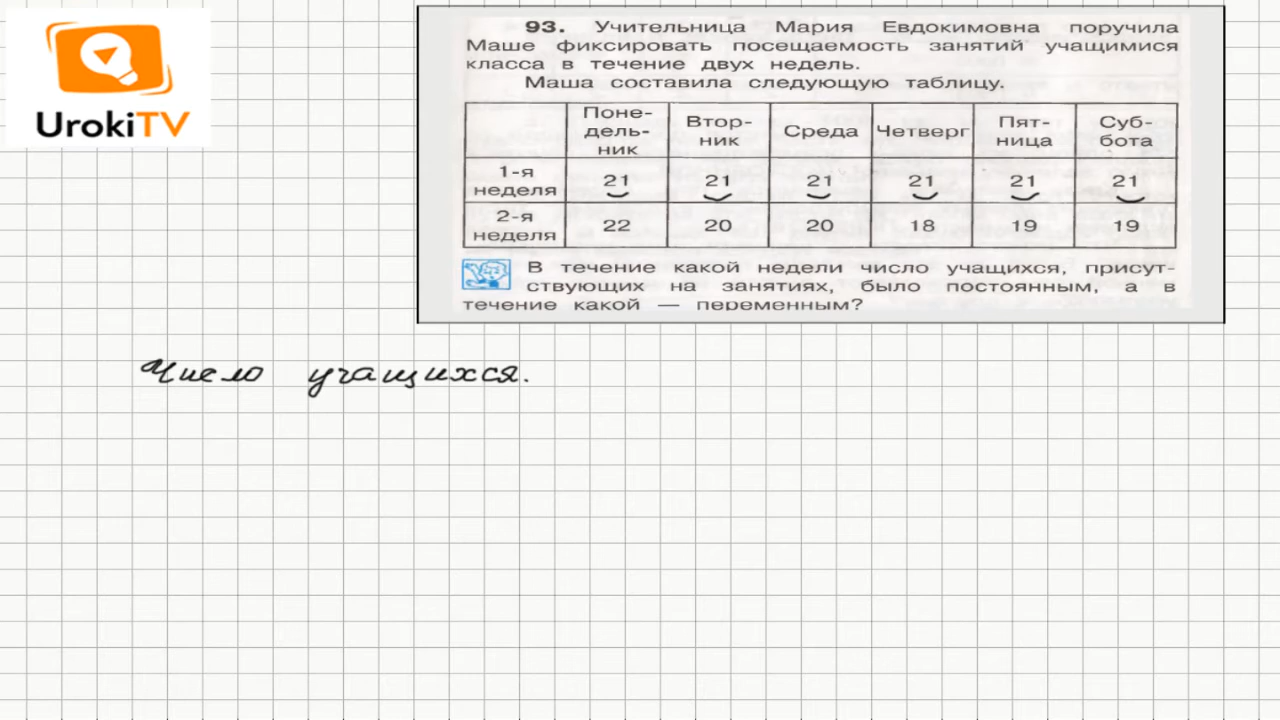 UrokiTV
93. Учительница Мария Евдокимовна поручила
Маше фиксировать посещаемость занятий учащимися
класса в течение двух недель.
Маша составила следующую таблицу.
Поне-
дель-
ник
Втор-
ник
Среда
Четверг
Пят-
ница
Суб-
бота
1-я
неделя
21 21 21 21 21 21
2-я
неделя
22 20 20 18 19 19
В течение какой недели число учащихся, присут-
ствующих на занятиях, было постоянным, а в
течение какой — переменным?
Число учащихся.